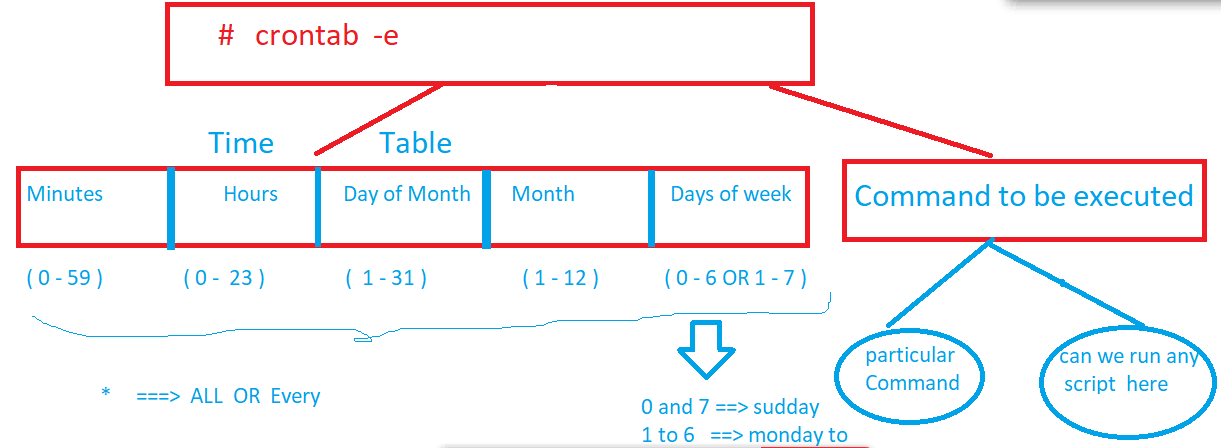 # crontab -e
Time Table
Minutes Hours Day of Month Month Days of week
Command to be executed
( 0 - 59 ) ( 0 - 23 ) ( 1 - 31 ) ( 1 - 12 ) ( 0 - 6 OR 1 - 7 )
particular
Command
can we run any
script here
* ===> ALL OR Every
0 and 7 ==> sudday
1 to 6 ==> monday to